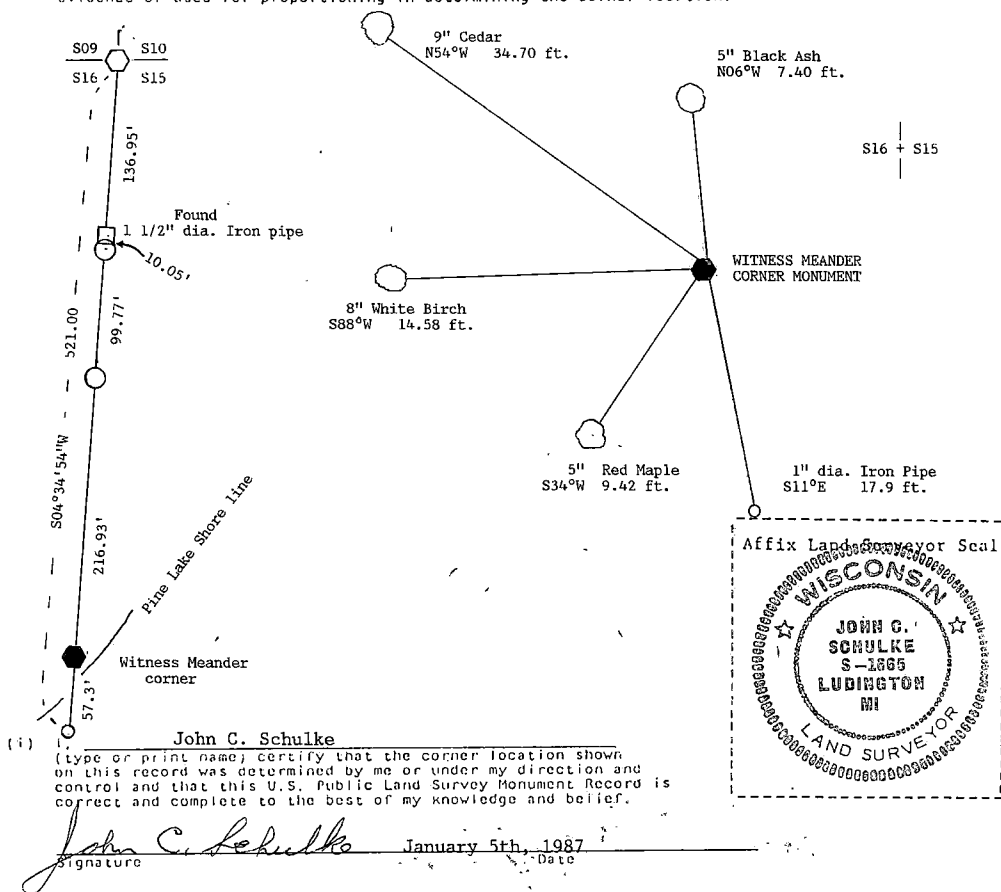 S09 S10
S16 S15
136.95'
Found
1 1/2" dia. Iron pipe
10.05'
99.77'
521.00
S04°34'54"W
216.93'
Pine Lake Shore line
Witness Meander
corner
57.3'
9" Cedar
N54°W 34.70 ft.
5" Black Ash
N06°W 7.40 ft.
S16 + S15
WITNESS MEANDER
CORNER MONUMENT
8" White Birch
S88°W 14.58 ft.
5" Red Maple
S34°W 9.42 ft.
1" dia. Iron Pipe
S11°E 17.9 ft.
Affix Land Surveyor Seal
WISCONSIN
JOHN C.
SCHULKE
S-1665
LUDINGTON
MI
LAND SURVEYOR
(i) John C. Schulke
(type or print name) certify that the corner location shown
on this record was determined by me or under my direction and
control and that this U.S. Public Land Survey Monument Record is
correct and complete to the best of my knowledge and belief.
John C. Schulke January 5th, 1987
Signature Date